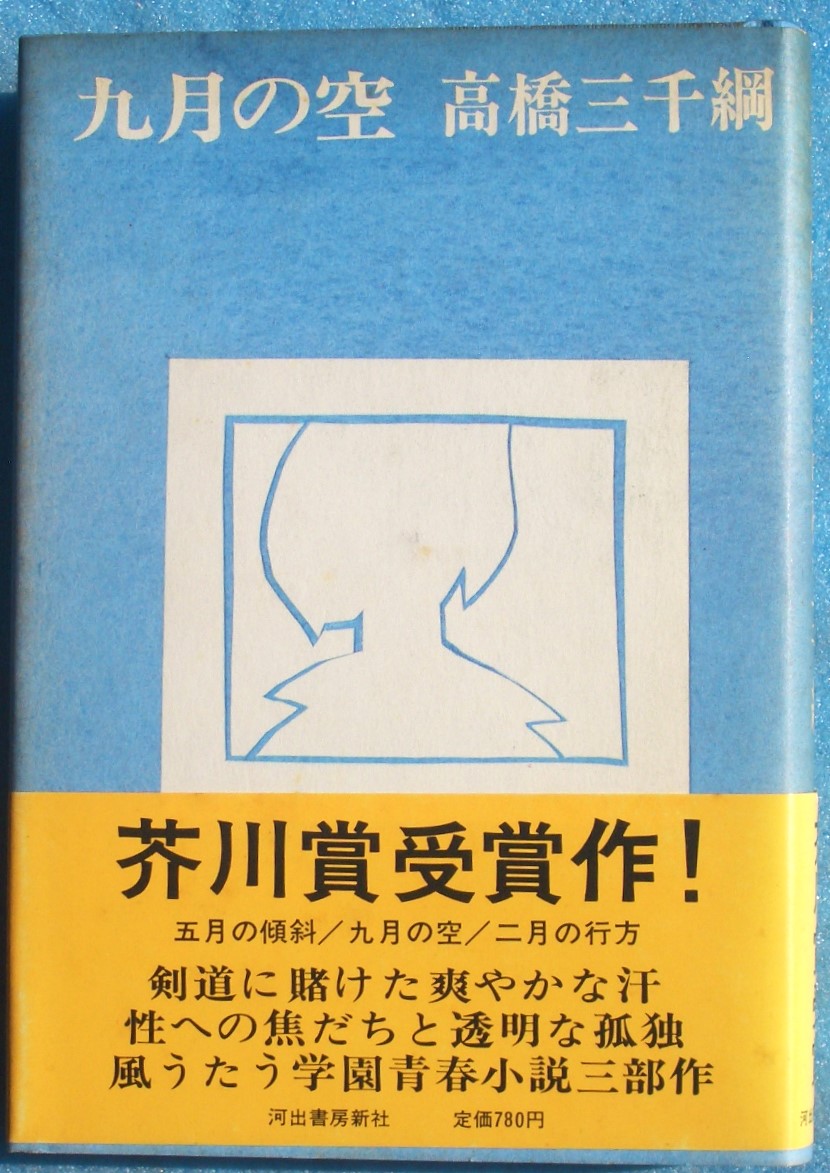 九月の空 高橋三千綱
芥川賞受賞作!
五月の傾斜/九月の空/二月の行方
剣道に賭けた爽やかな汗
性への焦だちと透明な孤独
風うたう学園青春小説三部作
河出書房新社 定価780円